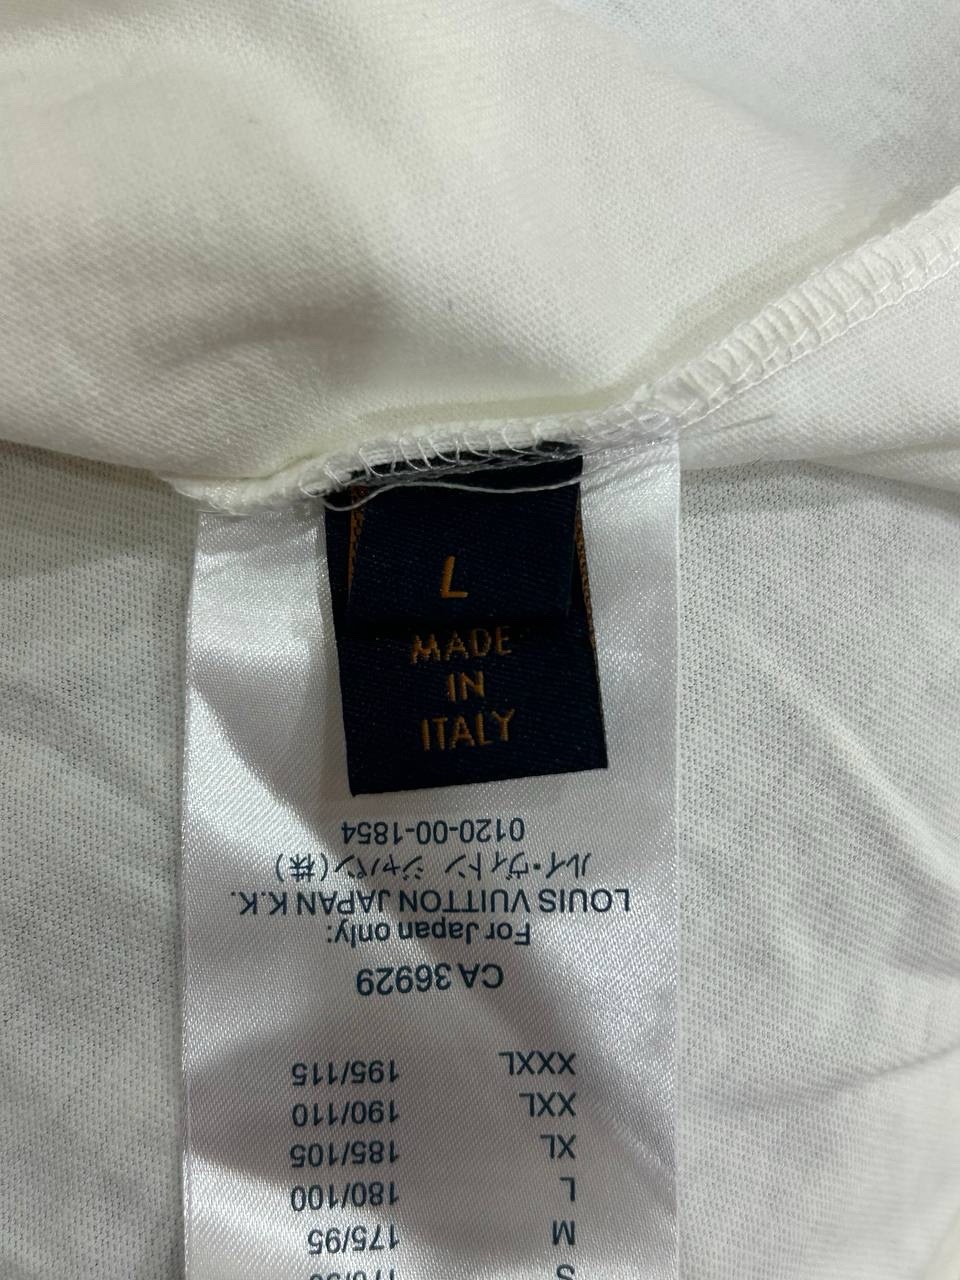 L
MADE
IN
ITALY
S
M 175/95
L 180/100
XL 185/105
XXL 190/110
XXXL 195/115
CA 36929
For Japan only:
LOUIS VUITTON JAPAN K.K.
ルイ・ヴィトン ジャパン(株)
0120-00-1854